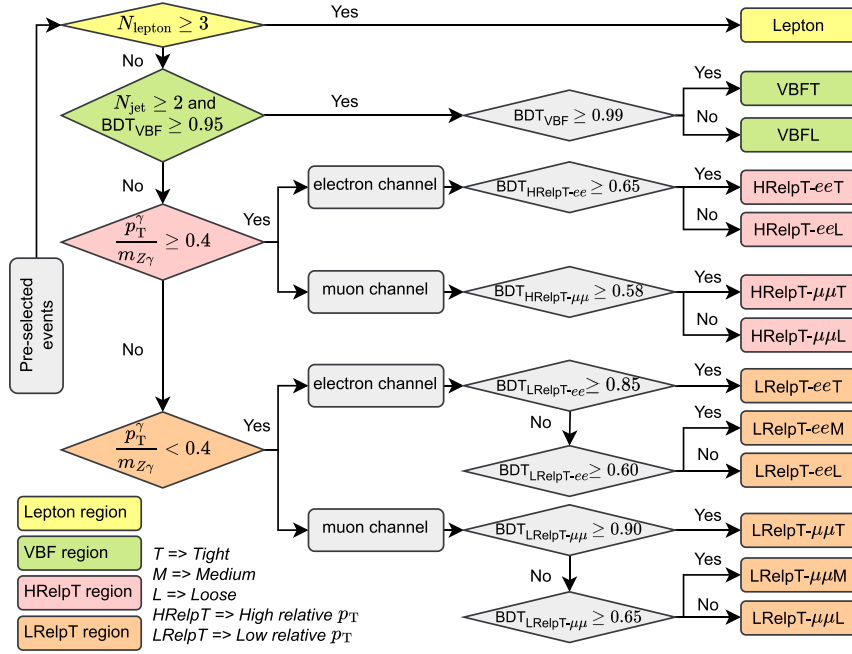 N_lepton ≥ 3
Yes
Lepton
No
N_jet ≥ 2 and
BDT_VBF ≥ 0.95
Yes
BDT_VBF ≥ 0.99
Yes
VBFT
No
VBFL
No
p_T^γ / m_Zγ ≥ 0.4
Yes
electron channel
BDT_HRelpT-ee ≥ 0.65
Yes
HRelpT-eeT
No
HRelpT-eeL
muon channel
BDT_HRelpT-μμ ≥ 0.58
Yes
HRelpT-μμT
No
HRelpT-μμL
Pre-selected
events
No
p_T^γ / m_Zγ < 0.4
Yes
electron channel
BDT_LRelpT-ee ≥ 0.85
Yes
LRelpT-eeT
No
BDT_LRelpT-ee ≥ 0.60
Yes
LRelpT-eeM
No
LRelpT-eeL
muon channel
BDT_LRelpT-μμ ≥ 0.90
Yes
LRelpT-μμT
No
BDT_LRelpT-μμ ≥ 0.65
Yes
LRelpT-μμM
No
LRelpT-μμL
Lepton region
VBF region
HRelpT region
LRelpT region
T => Tight
M => Medium
L => Loose
HRelpT => High relative p_T
LRelpT => Low relative p_T